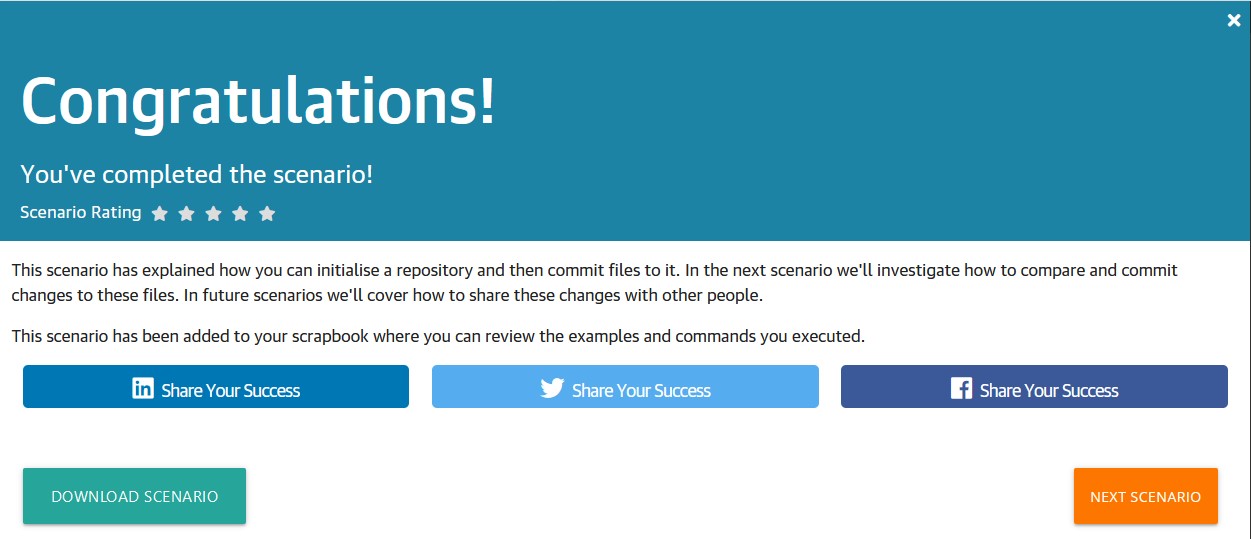 Congratulations!
You've completed the scenario!
Scenario Rating
This scenario has explained how you can initialise a repository and then commit files to it. In the next scenario we'll investigate how to compare and commit
changes to these files. In future scenarios we'll cover how to share these changes with other people.
This scenario has been added to your scrapbook where you can review the examples and commands you executed.
Share Your Success
Share Your Success
Share Your Success
DOWNLOAD SCENARIO
NEXT SCENARIO